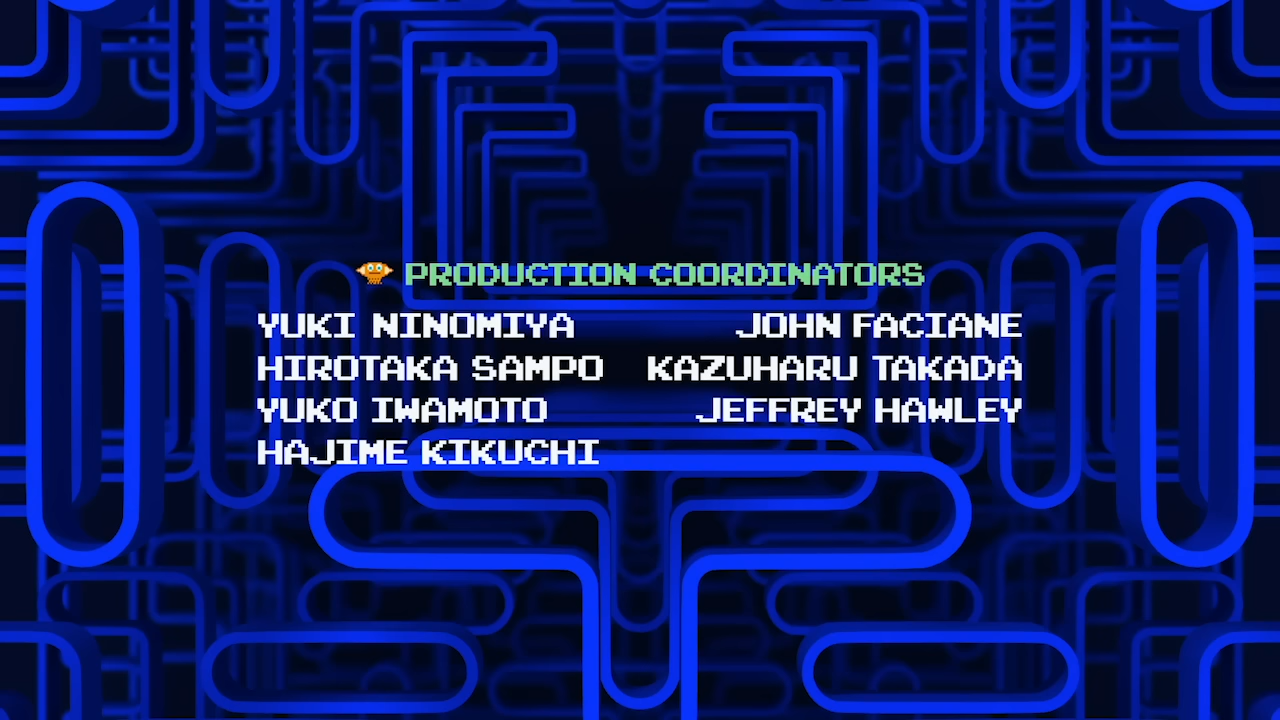 PRODUCTION COORDINATORS
YUKI NINOMIYA JOHN FACIANE
HIROTAKA SAMPO KAZUHARU TAKADA
YUKO IWAMOTO JEFFREY HAWLEY
HAJIME KIKUCHI